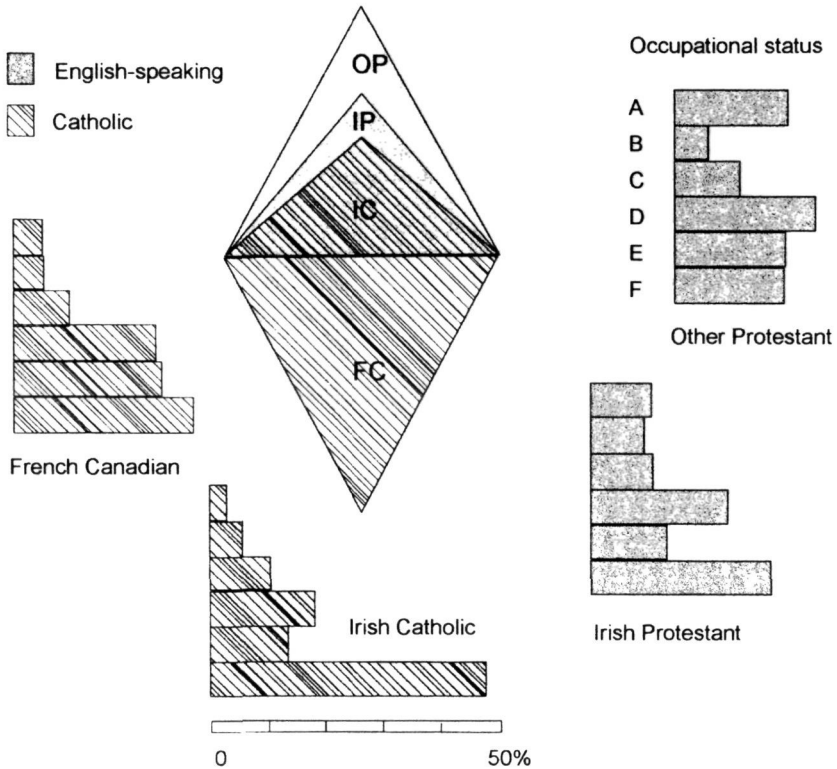 English-speaking
Catholic
OP
IP
IC
FC
Occupational status
A
B
C
D
E
F
Other Protestant
French Canadian
Irish Catholic
Irish Protestant
0 50%